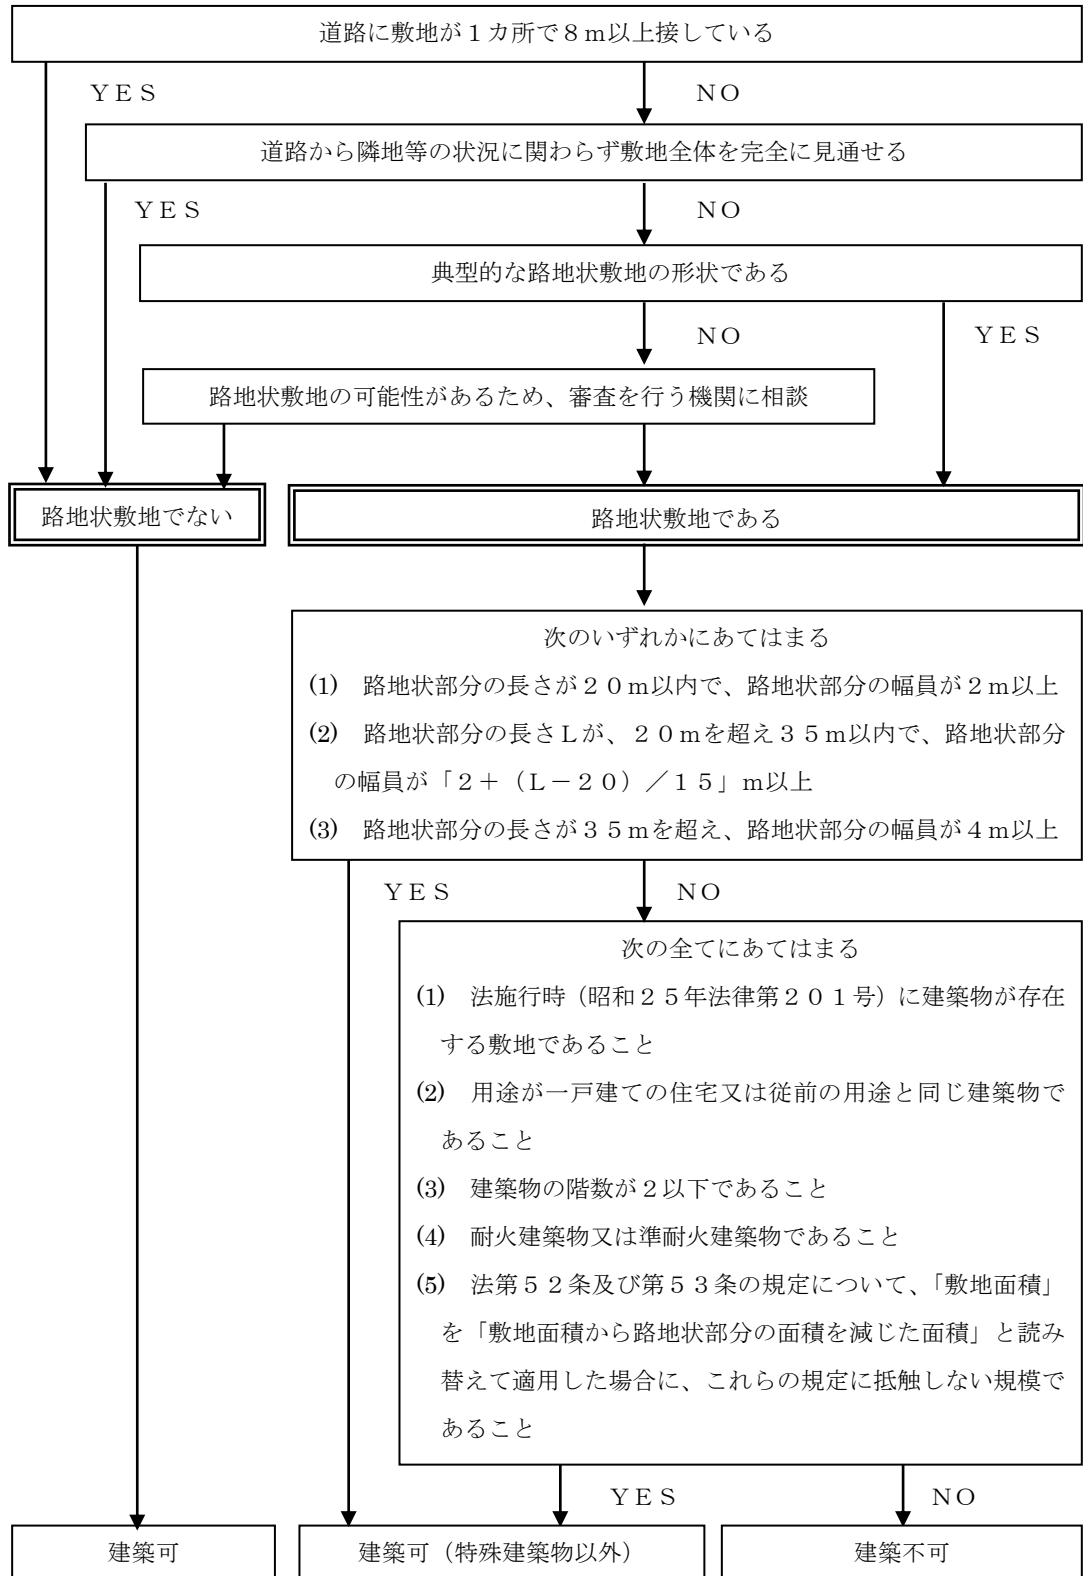 道路に敷地が１カ所で８ｍ以上接している
ＹＥＳ
ＮＯ
道路から隣地等の状況に関わらず敷地全体を完全に見通せる
ＹＥＳ
ＮＯ
典型的な路地状敷地の形状である
ＮＯ
ＹＥＳ
路地状敷地の可能性があるため、審査を行う機関に相談
路地状敷地でない
路地状敷地である
次のいずれかにあてはまる
(1)　路地状部分の長さが２０ｍ以内で、路地状部分の幅員が２ｍ以上
(2)　路地状部分の長さＬが、２０ｍを超え３５ｍ以内で、路地状部分
の幅員が「２＋（Ｌ－２０）／１５」ｍ以上
(3)　路地状部分の長さが３５ｍを超え、路地状部分の幅員が４ｍ以上
ＹＥＳ
ＮＯ
次の全てにあてはまる
(1)　法施行時（昭和２５年法律第２０１号）に建築物が存在
する敷地であること
(2)　用途が一戸建ての住宅又は従前の用途と同じ建築物で
あること
(3)　建築物の階数が２以下であること
(4)　耐火建築物又は準耐火建築物であること
(5)　法第５２条及び第５３条の規定について、「敷地面積」
を「敷地面積から路地状部分の面積を減じた面積」と読み
替えて適用した場合に、これらの規定に抵触しない規模で
あること
ＹＥＳ
ＮＯ
建築可
建築可（特殊建築物以外）
建築不可